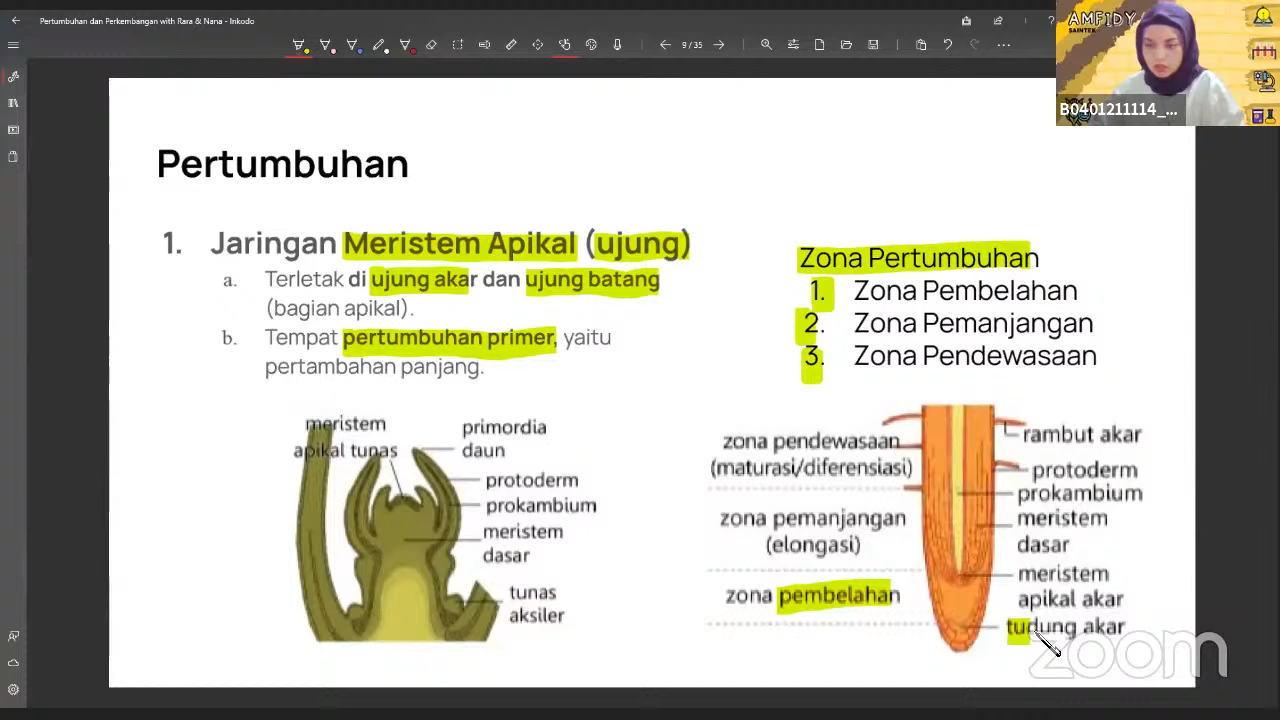 Pertumbuhan dan Perkembangan with Rara & Nana - Inkodo
9 / 35
AMFIDY
SAINTEK
B0401211114_...
Pertumbuhan
1. Jaringan Meristem Apikal (ujung)
a. Terletak di ujung akar dan ujung batang
(bagian apikal).
b. Tempat pertumbuhan primer, yaitu
pertambahan panjang.
Zona Pertumbuhan
1. Zona Pembelahan
2. Zona Pemanjangan
3. Zona Pendewasaan
meristem
apikal tunas
primordia
daun
protoderm
prokambium
meristem
dasar
tunas
aksiler
zona pendewasaan
(maturasi/diferensiasi)
zona pemanjangan
(elongasi)
zona pembelahan
rambut akar
protoderm
prokambium
meristem
dasar
meristem
apikal akar
tudung akar
zoom